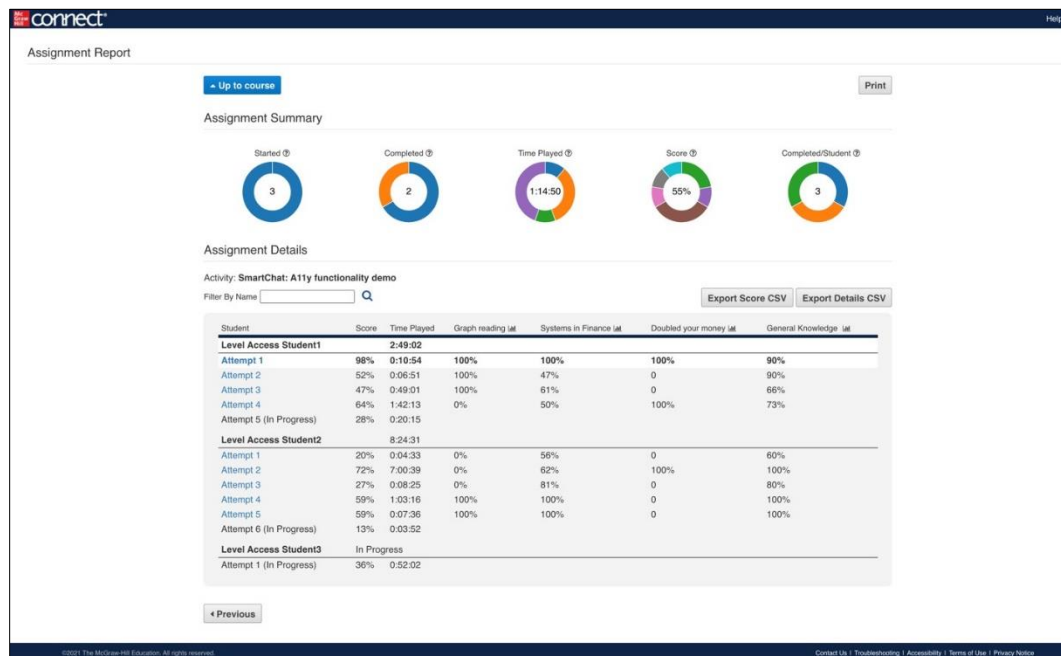 Mc Graw Hill connect
Help
Assignment Report
Up to course
Print
Assignment Summary
Started Completed Time Played Score Completed/Student
3 2 1:14:50 55% 3
Assignment Details
Activity: SmartChat: A11y functionality demo
Filter By Name
Export Score CSV Export Details CSV
Student Score Time Played Graph reading Systems in Finance Doubled your money General Knowledge
Level Access Student1 2:49:02
Attempt 1 98% 0:10:54 100% 100% 100% 90%
Attempt 2 52% 0:06:51 100% 47% 0 90%
Attempt 3 47% 0:49:01 100% 61% 0 66%
Attempt 4 64% 1:42:13 0% 50% 100% 73%
Attempt 5 (In Progress) 28% 0:20:15
Level Access Student2 8:24:31
Attempt 1 20% 0:04:33 0% 56% 0 60%
Attempt 2 72% 7:00:39 0% 62% 100% 100%
Attempt 3 27% 0:08:25 0% 81% 0 80%
Attempt 4 59% 1:03:16 100% 100% 0 100%
Attempt 5 59% 0:07:36 100% 100% 0 100%
Attempt 6 (In Progress) 13% 0:03:52
Level Access Student3 In Progress
Attempt 1 (In Progress) 36% 0:52:02
Previous
©2021 The McGraw-Hill Education. All rights reserved. Contact Us | Troubleshooting | Accessibility | Terms of Use | Privacy Notice